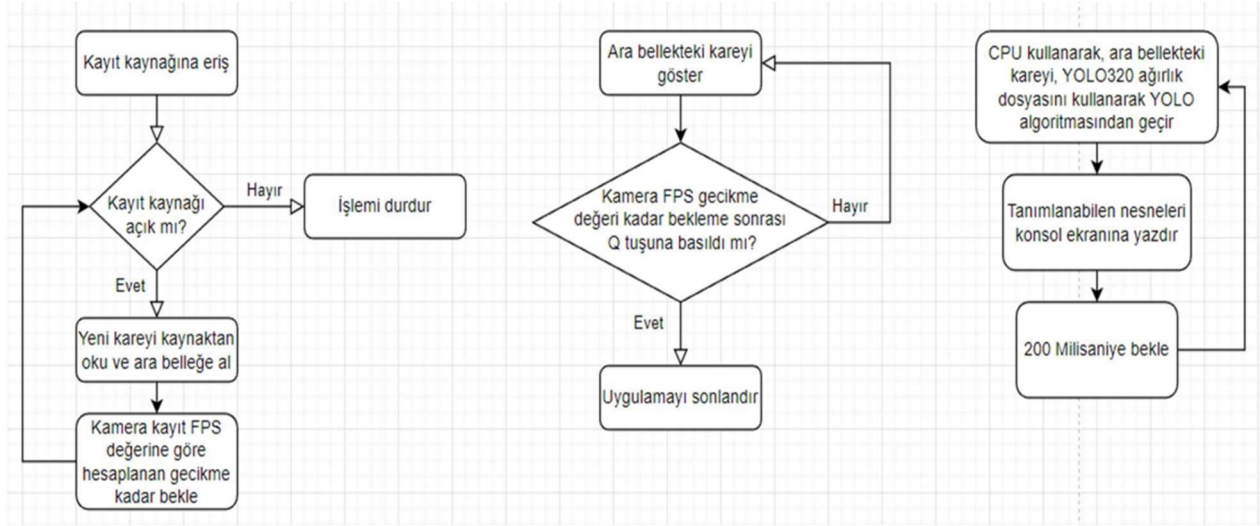 Kayıt kaynağına eriş
Kayıt kaynağı
açık mı?
Hayır
İşlemi durdur
Evet
Yeni kareyi kaynaktan
oku ve ara belleğe al
Kamera kayıt FPS
değerine göre
hesaplanan gecikme
kadar bekle
Ara bellekteki kareyi
göster
Kamera FPS gecikme
değeri kadar bekleme sonrası
Q tuşuna basıldı mı?
Hayır
Evet
Uygulamayı sonlandır
CPU kullanarak, ara bellekteki
kareyi, YOLO320 ağırlık
dosyasını kullanarak YOLO
algoritmasından geçir
Tanımlanabilen nesneleri
konsol ekranına yazdır
200 Milisaniye bekle